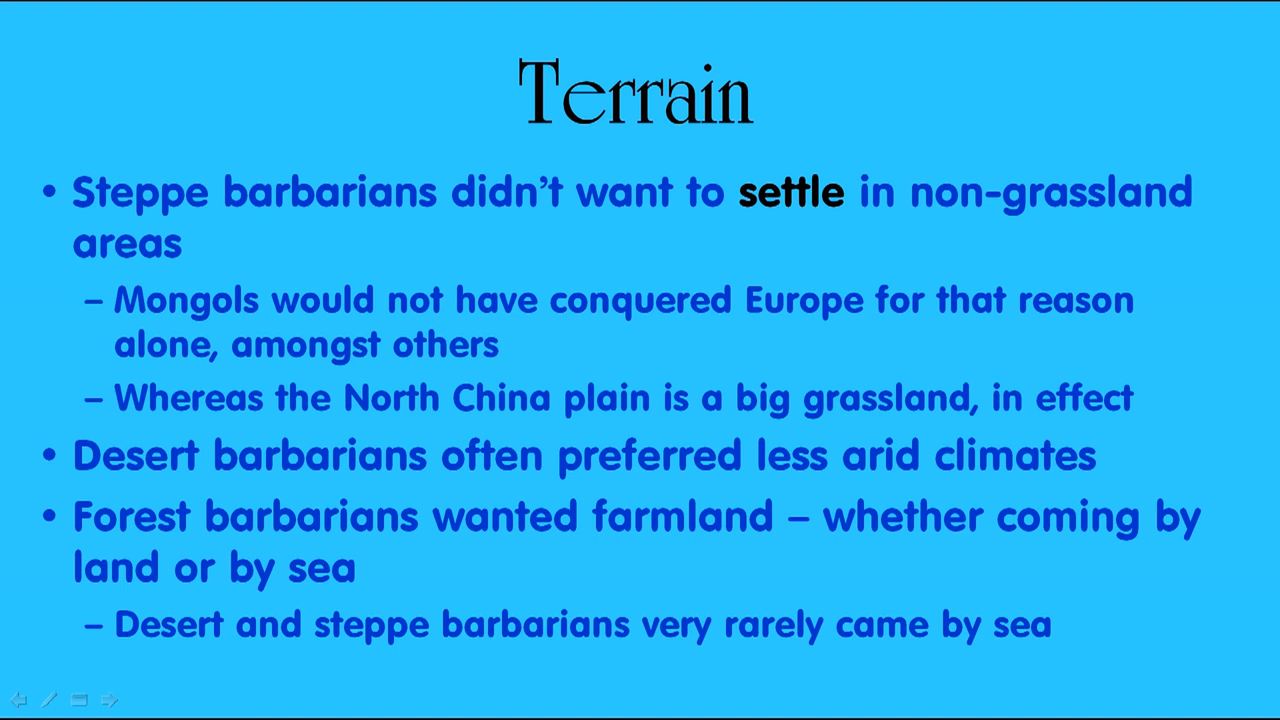 Terrain
• Steppe barbarians didn’t want to settle in non-grassland
areas
– Mongols would not have conquered Europe for that reason
alone, amongst others
– Whereas the North China plain is a big grassland, in effect
• Desert barbarians often preferred less arid climates
• Forest barbarians wanted farmland – whether coming by
land or by sea
– Desert and steppe barbarians very rarely came by sea